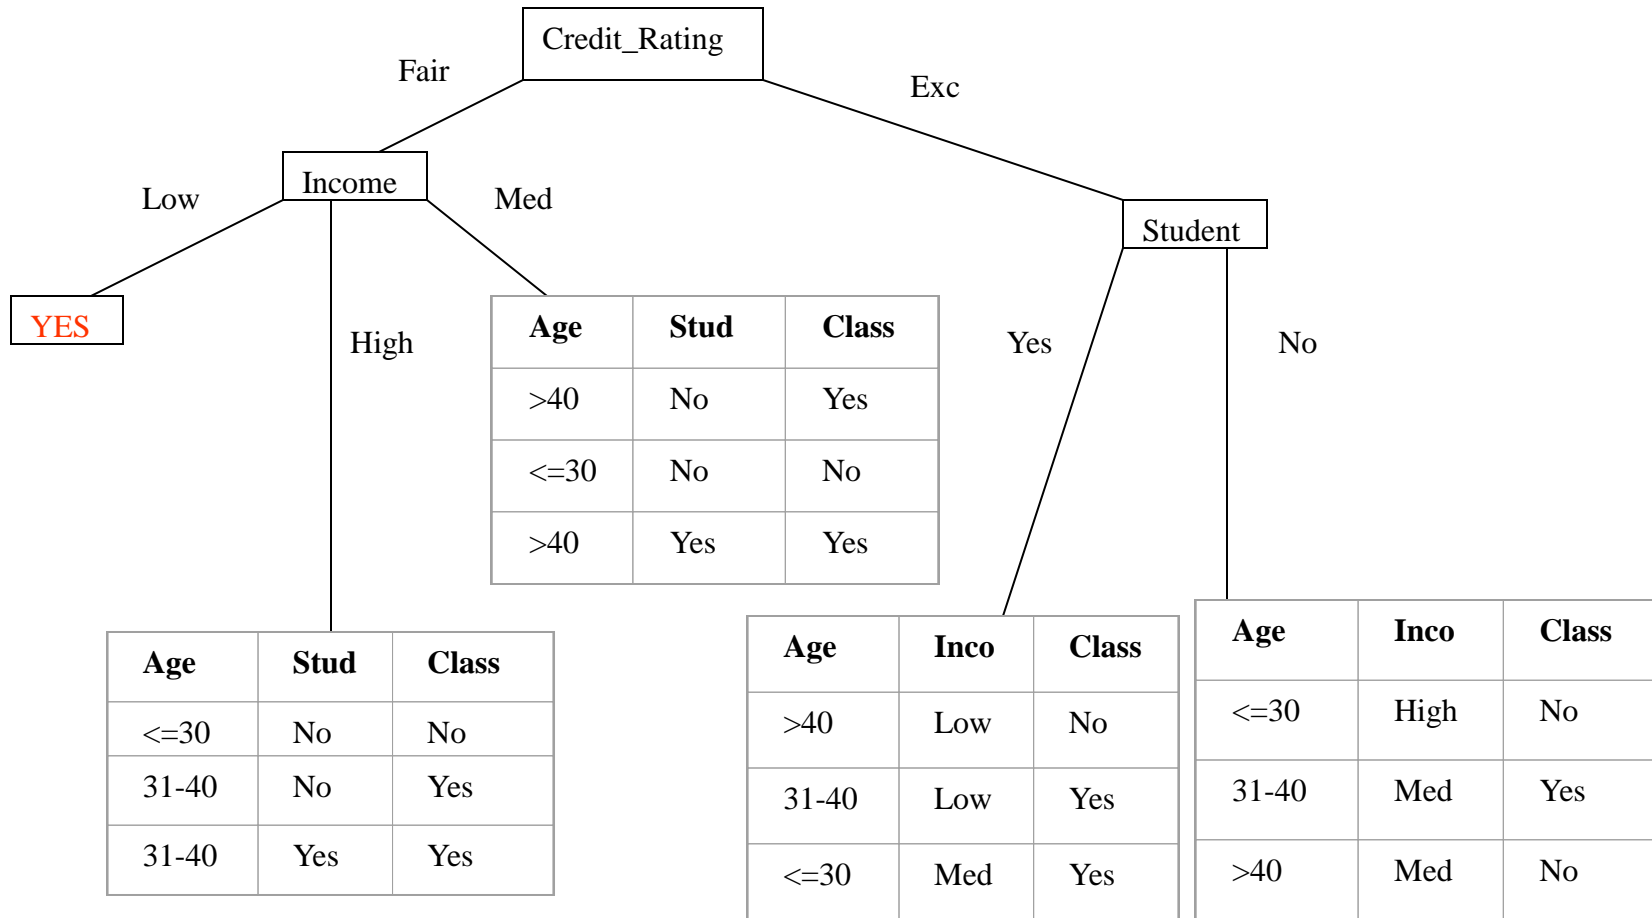 Credit_Rating
Fair
Exc
Income
Low
Med
Student
YES
High
Yes
No
Age Stud Class
>40 No Yes
<=30 No No
>40 Yes Yes
Age Stud Class
<=30 No No
31-40 No Yes
31-40 Yes Yes
Age Inco Class
>40 Low No
31-40 Low Yes
<=30 Med Yes
Age Inco Class
<=30 High No
31-40 Med Yes
>40 Med No